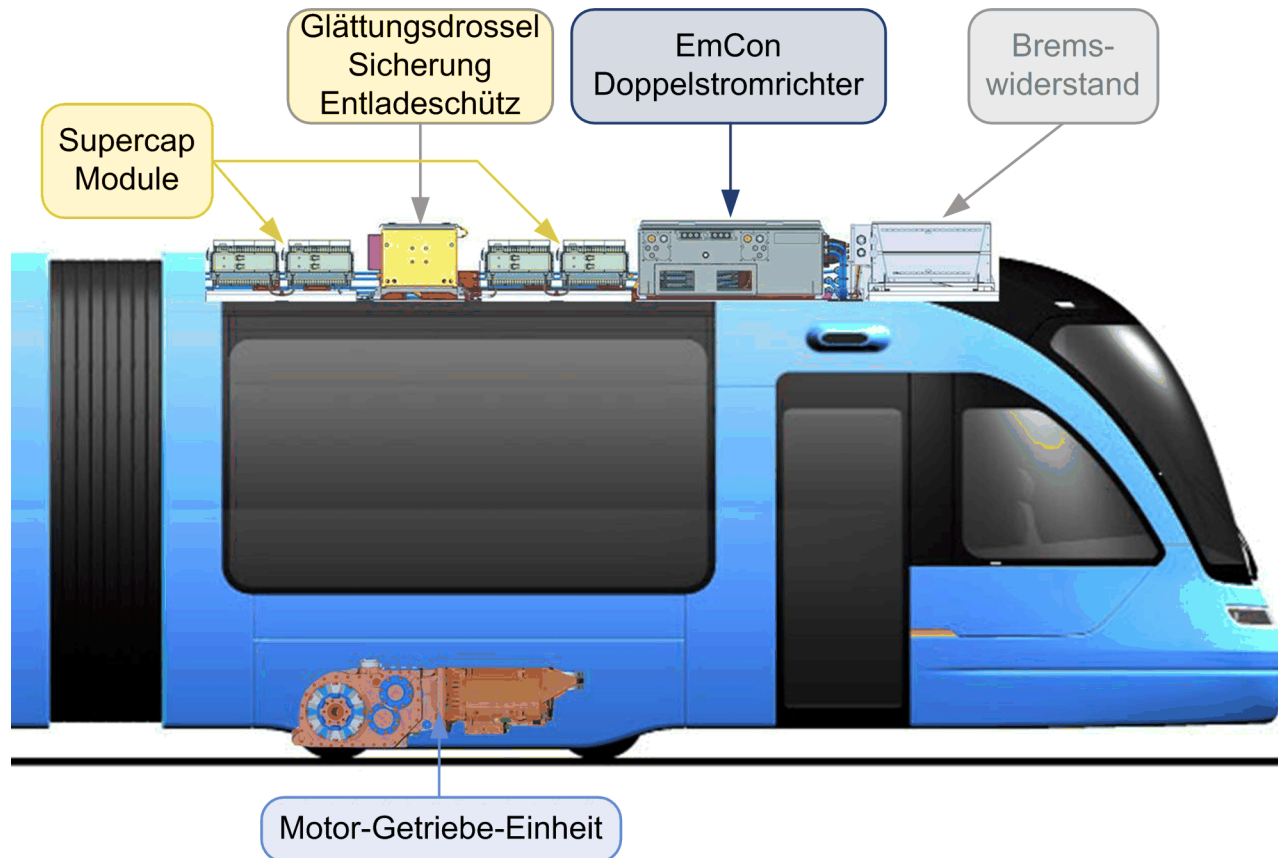 Glättungsdrossel
Sicherung
Entladeschütz
EmCon
Doppelstromrichter
Brems-
widerstand
Supercap
Module
Motor-Getriebe-Einheit